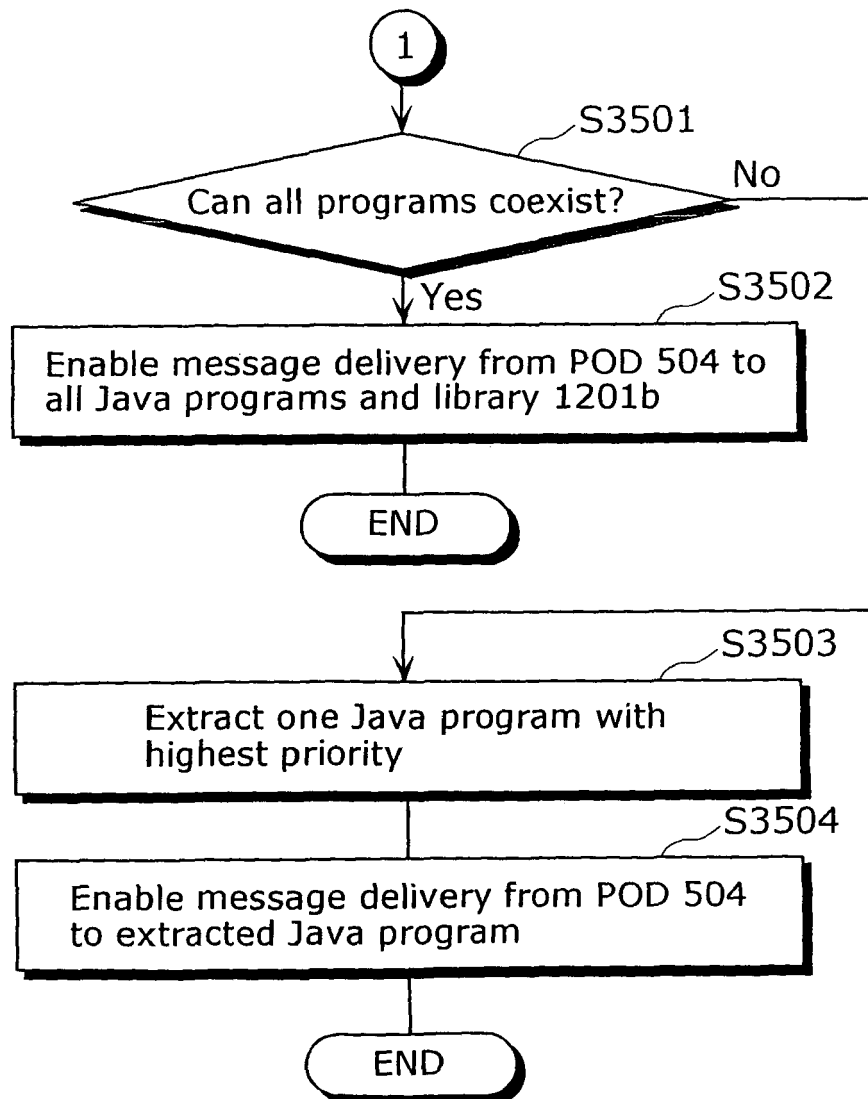 1
S3501
Can all programs coexist?
No
Yes
S3502
Enable message delivery from POD 504 to
all Java programs and library 1201b
END
S3503
Extract one Java program with
highest priority
S3504
Enable message delivery from POD 504
to extracted Java program
END